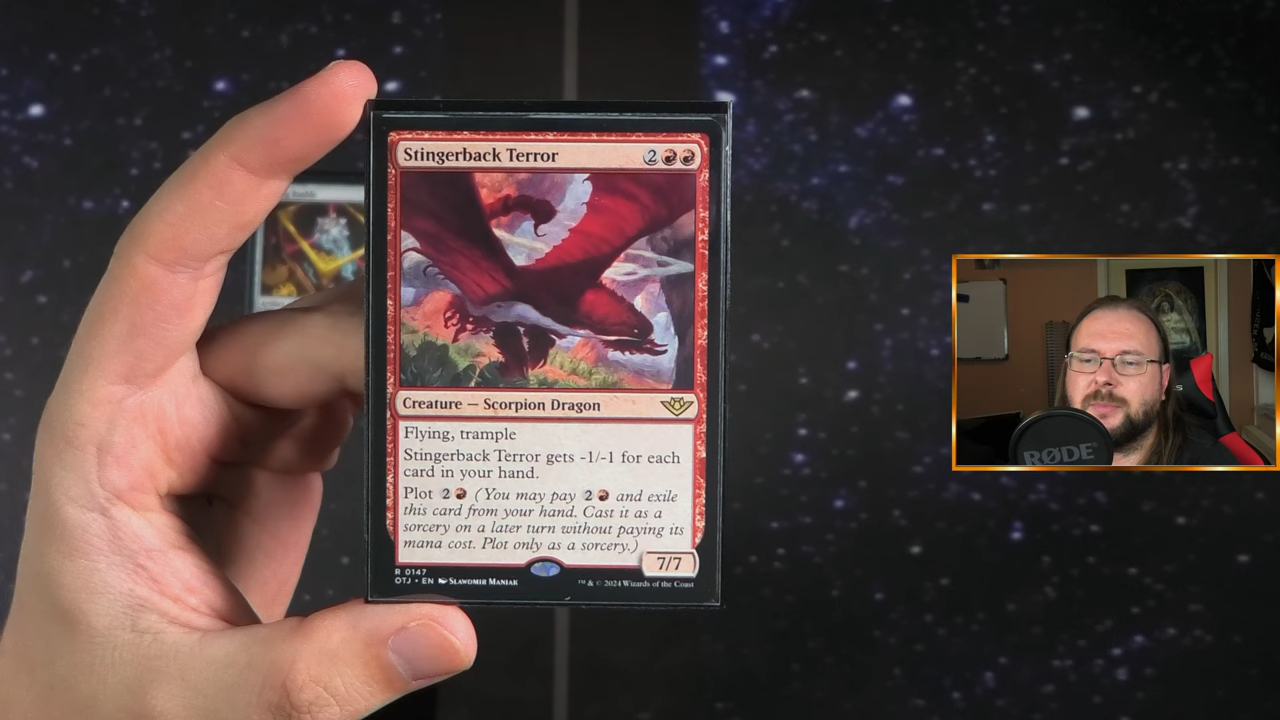 Stingerback Terror 2
Creature — Scorpion Dragon
Flying, trample
Stingerback Terror gets -1/-1 for each
card in your hand.
Plot 2 (You may pay 2 and exile
this card from your hand. Cast it as a
sorcery on a later turn without paying its
mana cost. Plot only as a sorcery.)
7/7
R 0147
OTJ • EN SLAWOMIR MANIAK
™ & © 2024 Wizards of the Coast
RØDE